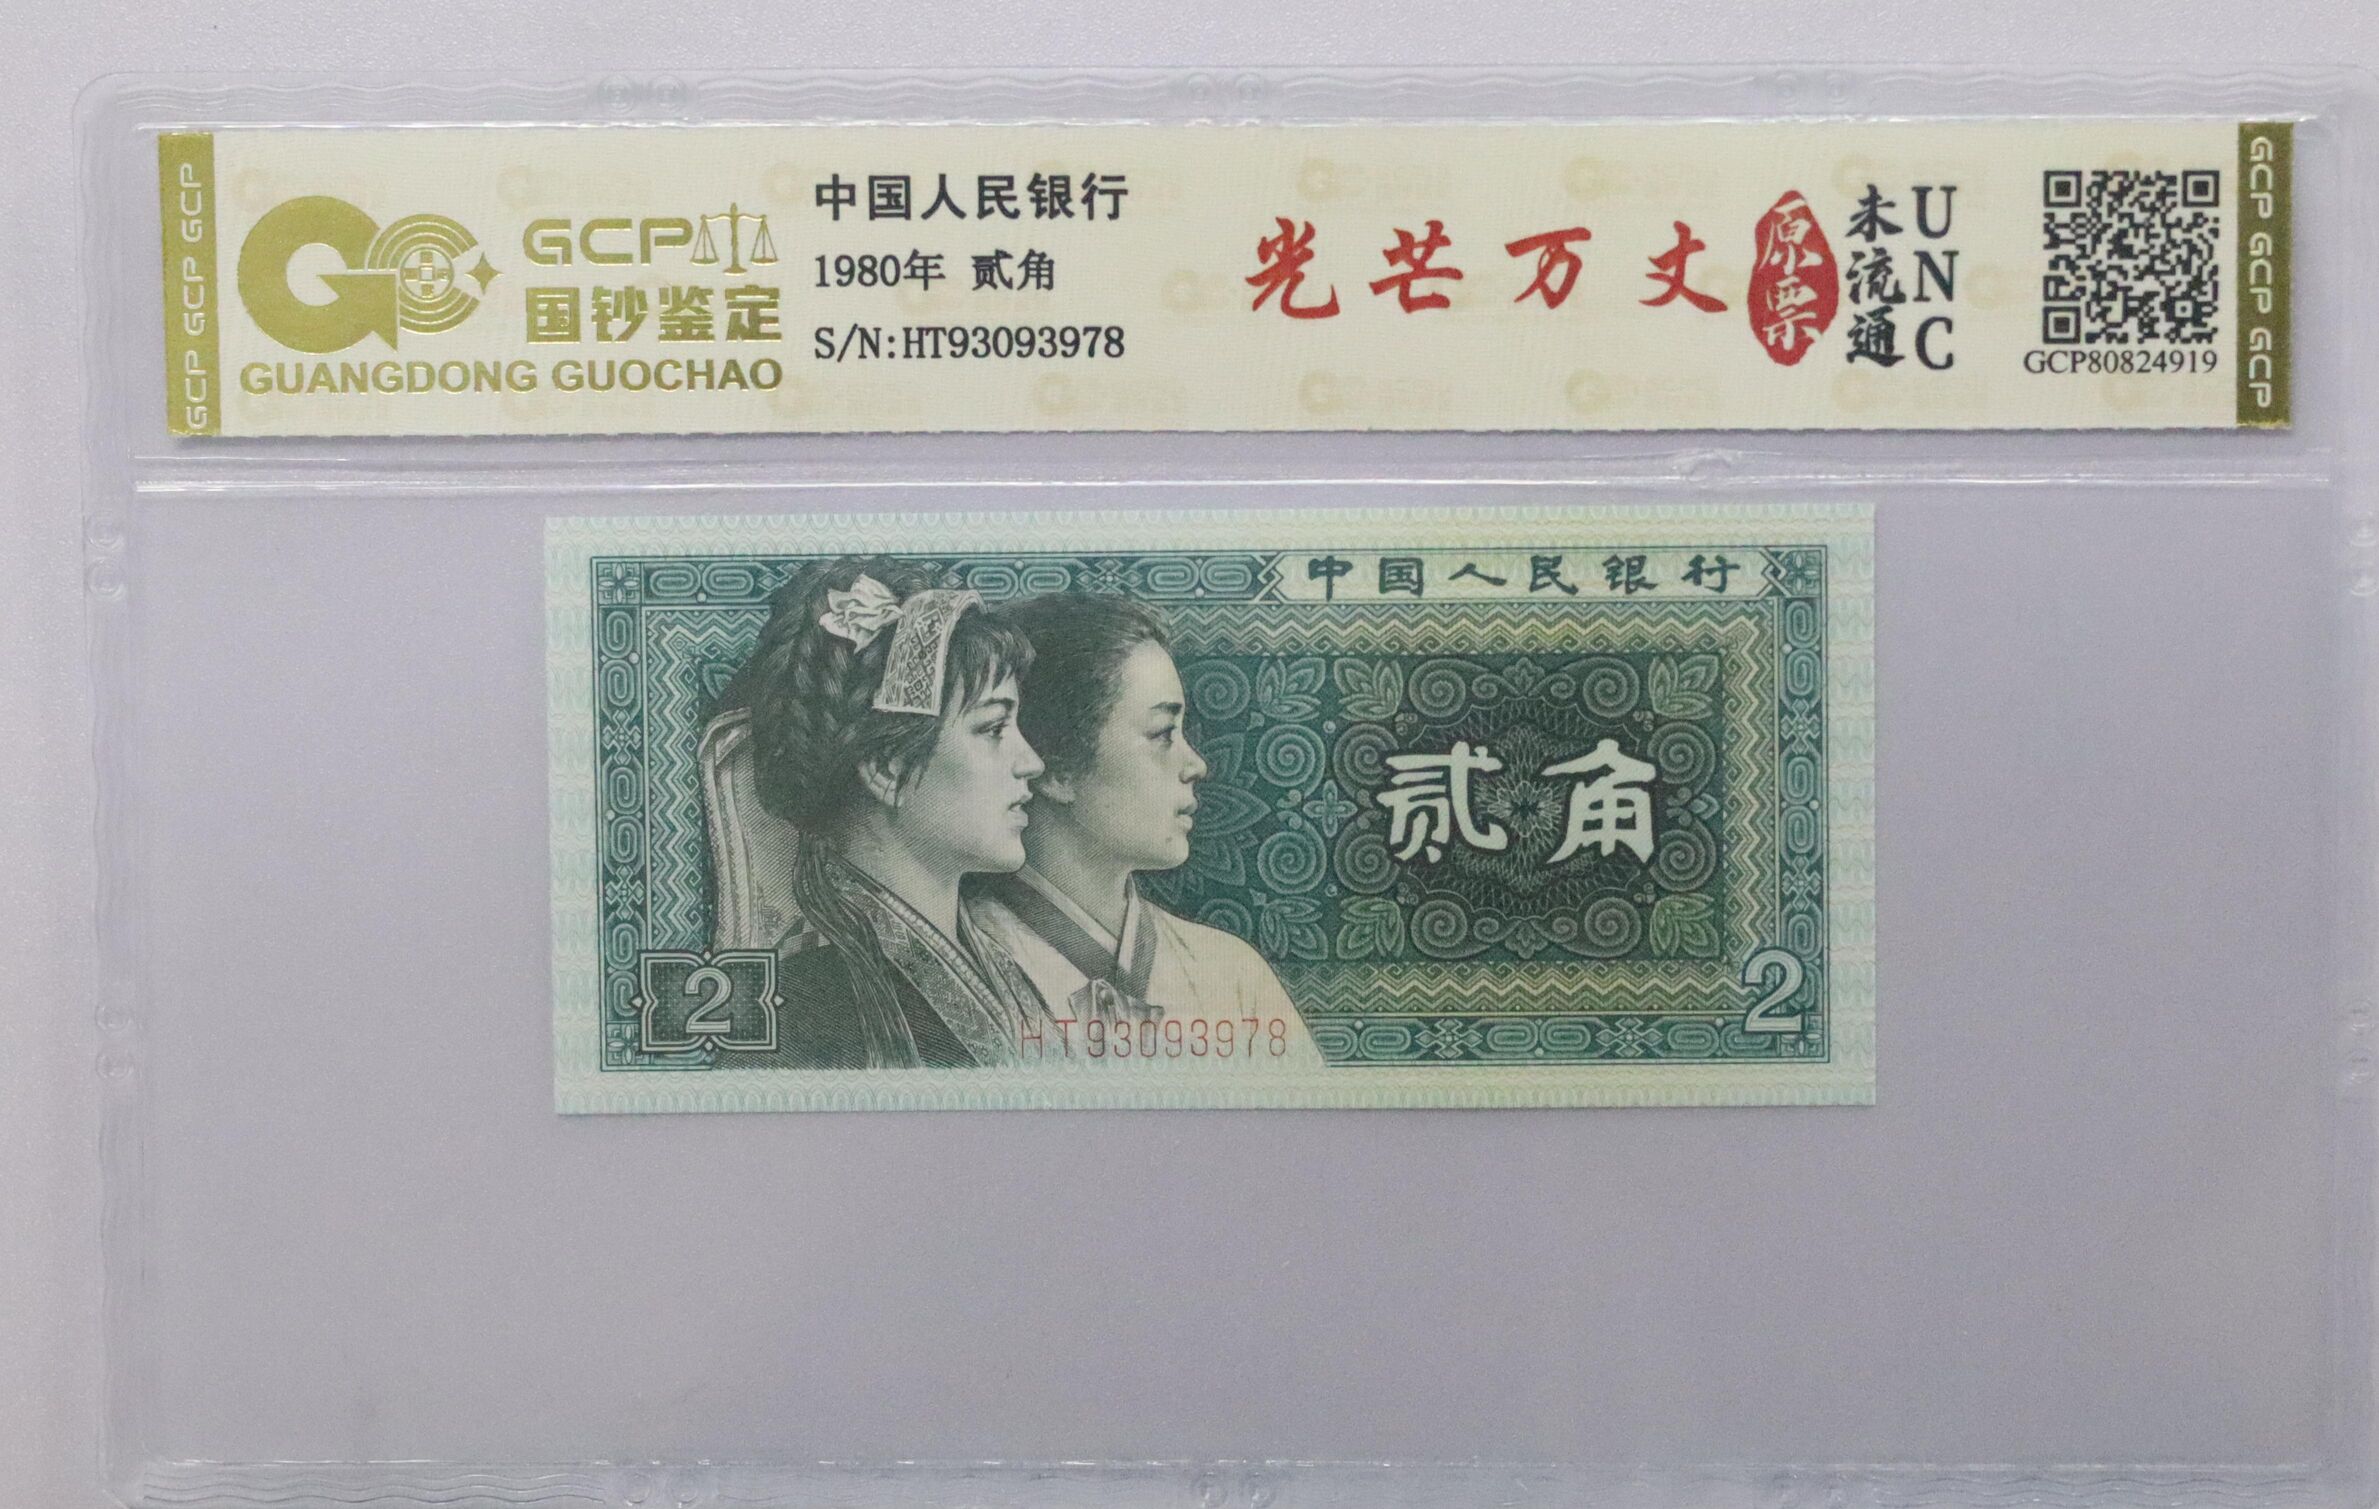 GCP GCP GCP
GCP
国钞鉴定
GUANGDONG GUOCHAO
中国人民银行
1980年 贰角
S/N:HT93093978
光芒万丈
原票
未流通
UNC
GCP80824919
GCP GCP GCP
中国人民银行
贰角
2
2
HT93093978